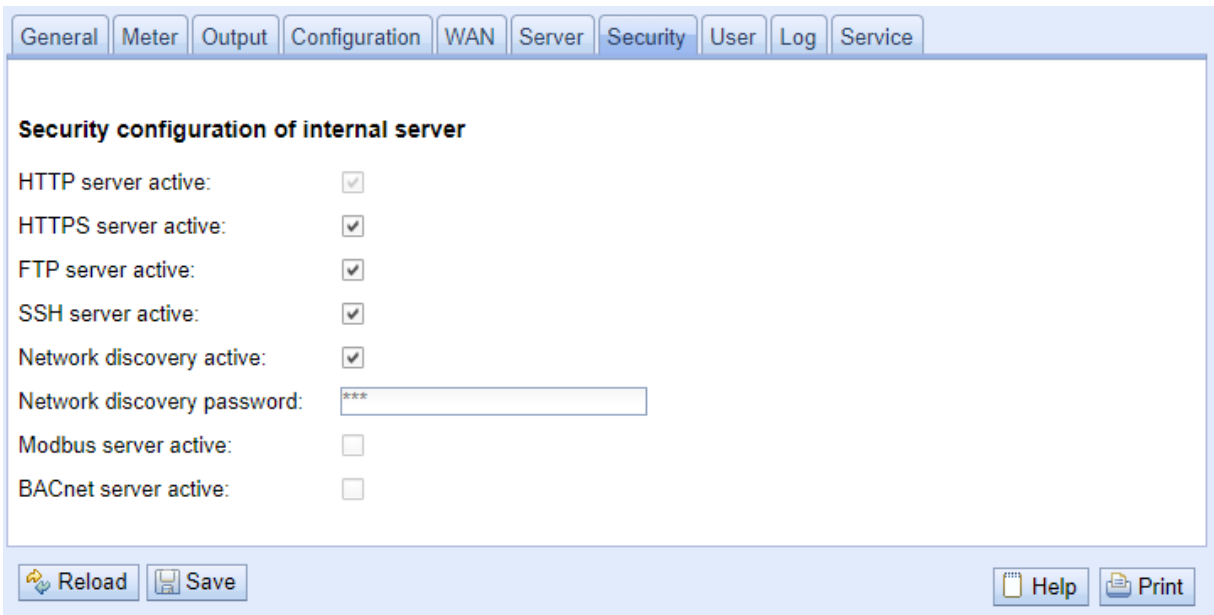 General Meter Output Configuration WAN Server Security User Log Service
Security configuration of internal server
HTTP server active:
HTTPS server active:
FTP server active:
SSH server active:
Network discovery active:
Network discovery password: ***
Modbus server active:
BACnet server active:
Reload Save Help Print